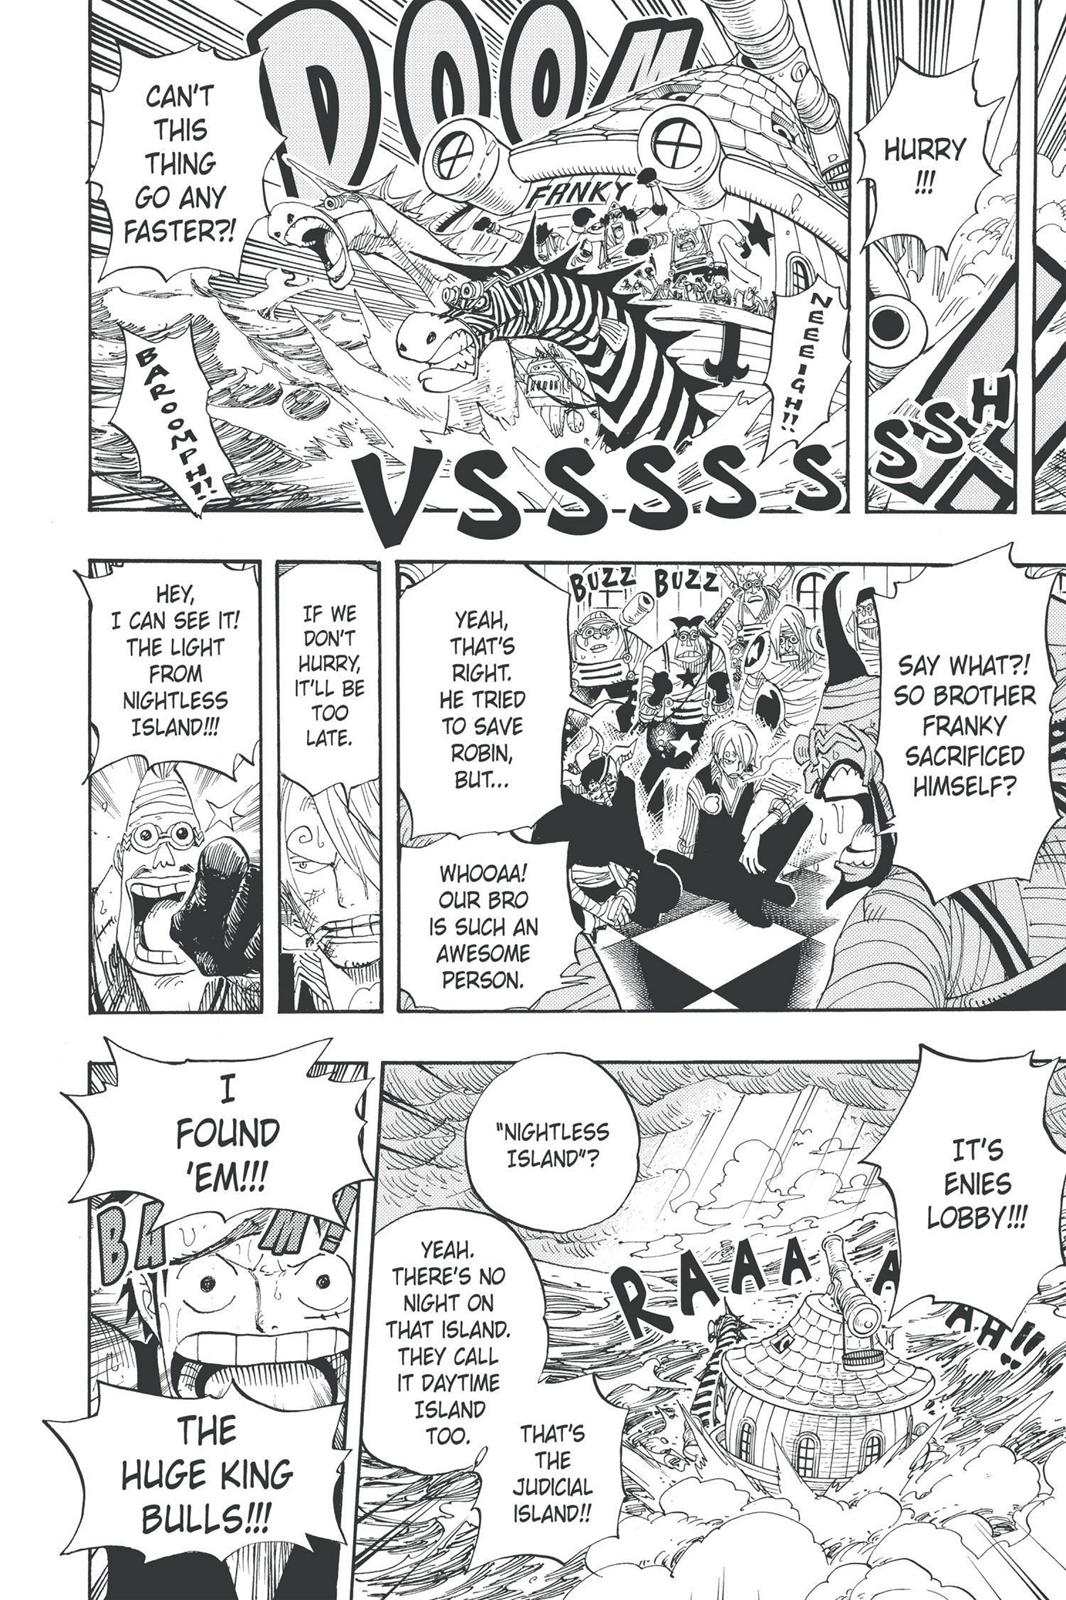 HURRY
!!!
SSSH
CAN'T
THIS
THING
GO ANY
FASTER?!
DOOM
FANKY
NEEEIGH!!
BAROOMPH!!
VSSSSS
SAY WHAT?!
SO BROTHER
FRANKY
SACRIFICED
HIMSELF?
BUZZ BUZZ
YEAH,
THAT'S
RIGHT.
HE TRIED
TO SAVE
ROBIN,
BUT...
WHOOAA!
OUR BRO
IS SUCH AN
AWESOME
PERSON.
IF WE
DON'T
HURRY,
IT'LL BE
TOO
LATE.
HEY,
I CAN SEE IT!
THE LIGHT
FROM
NIGHTLESS
ISLAND!!!
IT'S
ENIES
LOBBY!!!
RAAAAAH!!
"NIGHTLESS
ISLAND"?
YEAH.
THERE'S NO
NIGHT ON
THAT ISLAND.
THEY CALL
IT DAYTIME
ISLAND
TOO.
THAT'S
THE
JUDICIAL
ISLAND!!
I
FOUND
'EM!!!
BAM!
THE
HUGE KING
BULLS!!!